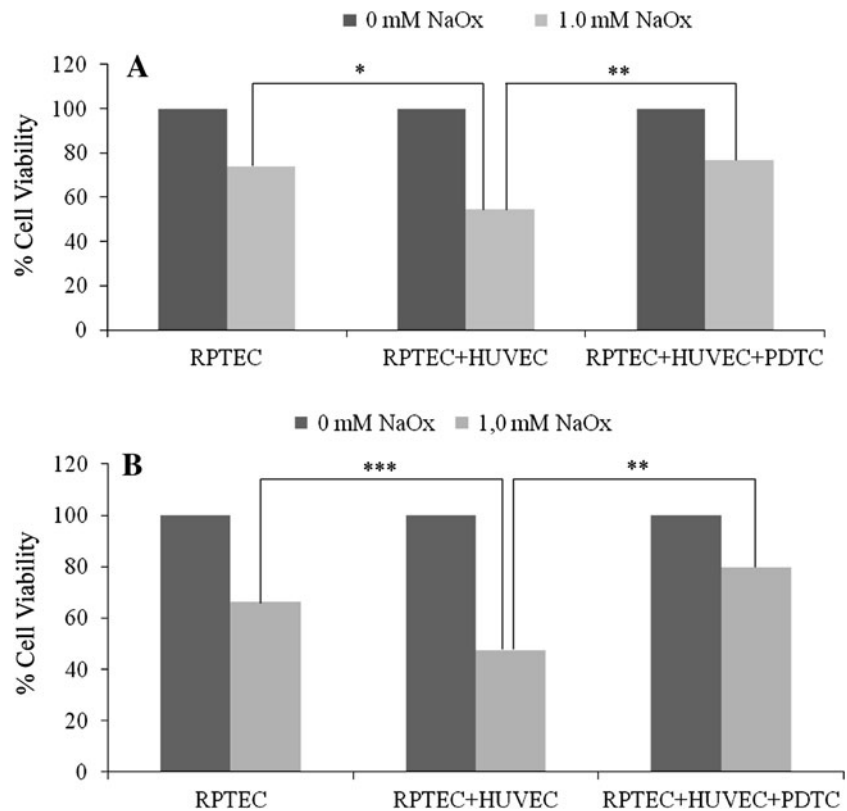 0 mM NaOx 1.0 mM NaOx
A
* **
120
100
80
60
40
20
0
% Cell Viability
RPTEC RPTEC+HUVEC RPTEC+HUVEC+PDTC
0 mM NaOx 1,0 mM NaOx
B
*** **
120
100
80
60
40
20
0
% Cell Viability
RPTEC RPTEC+HUVEC RPTEC+HUVEC+PDTC